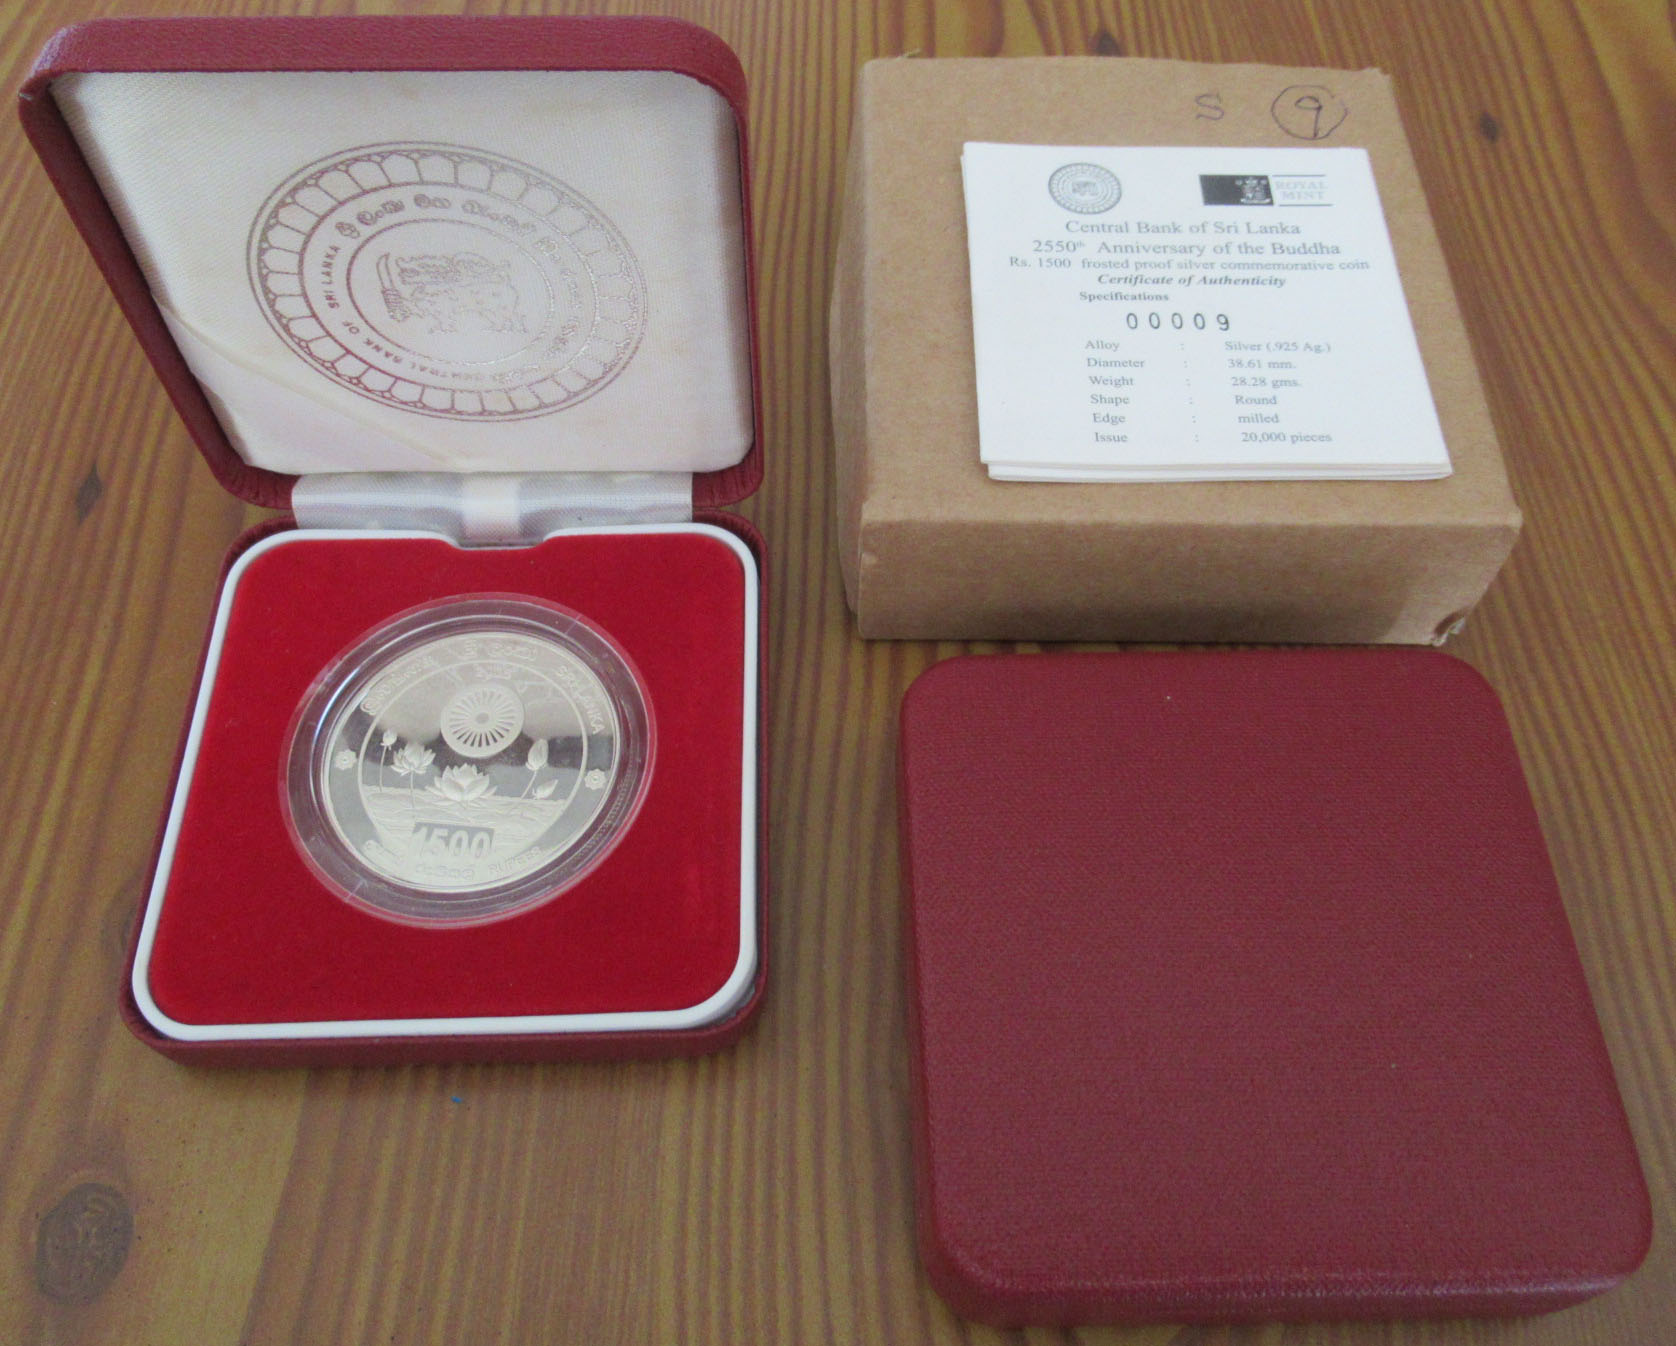 CENTRAL BANK OF SRI LANKA
SRI LANKA
1500
RUPEES
S 9
ROYAL
MINT
Central Bank of Sri Lanka
2550th Anniversary of the Buddha
Rs. 1500 frosted proof silver commemorative coin
Certificate of Authenticity
Specifications
00009
Alloy : Silver (.925 Ag.)
Diameter : 38.61 mm.
Weight : 28.28 gms.
Shape : Round
Edge : milled
Issue : 20,000 pieces